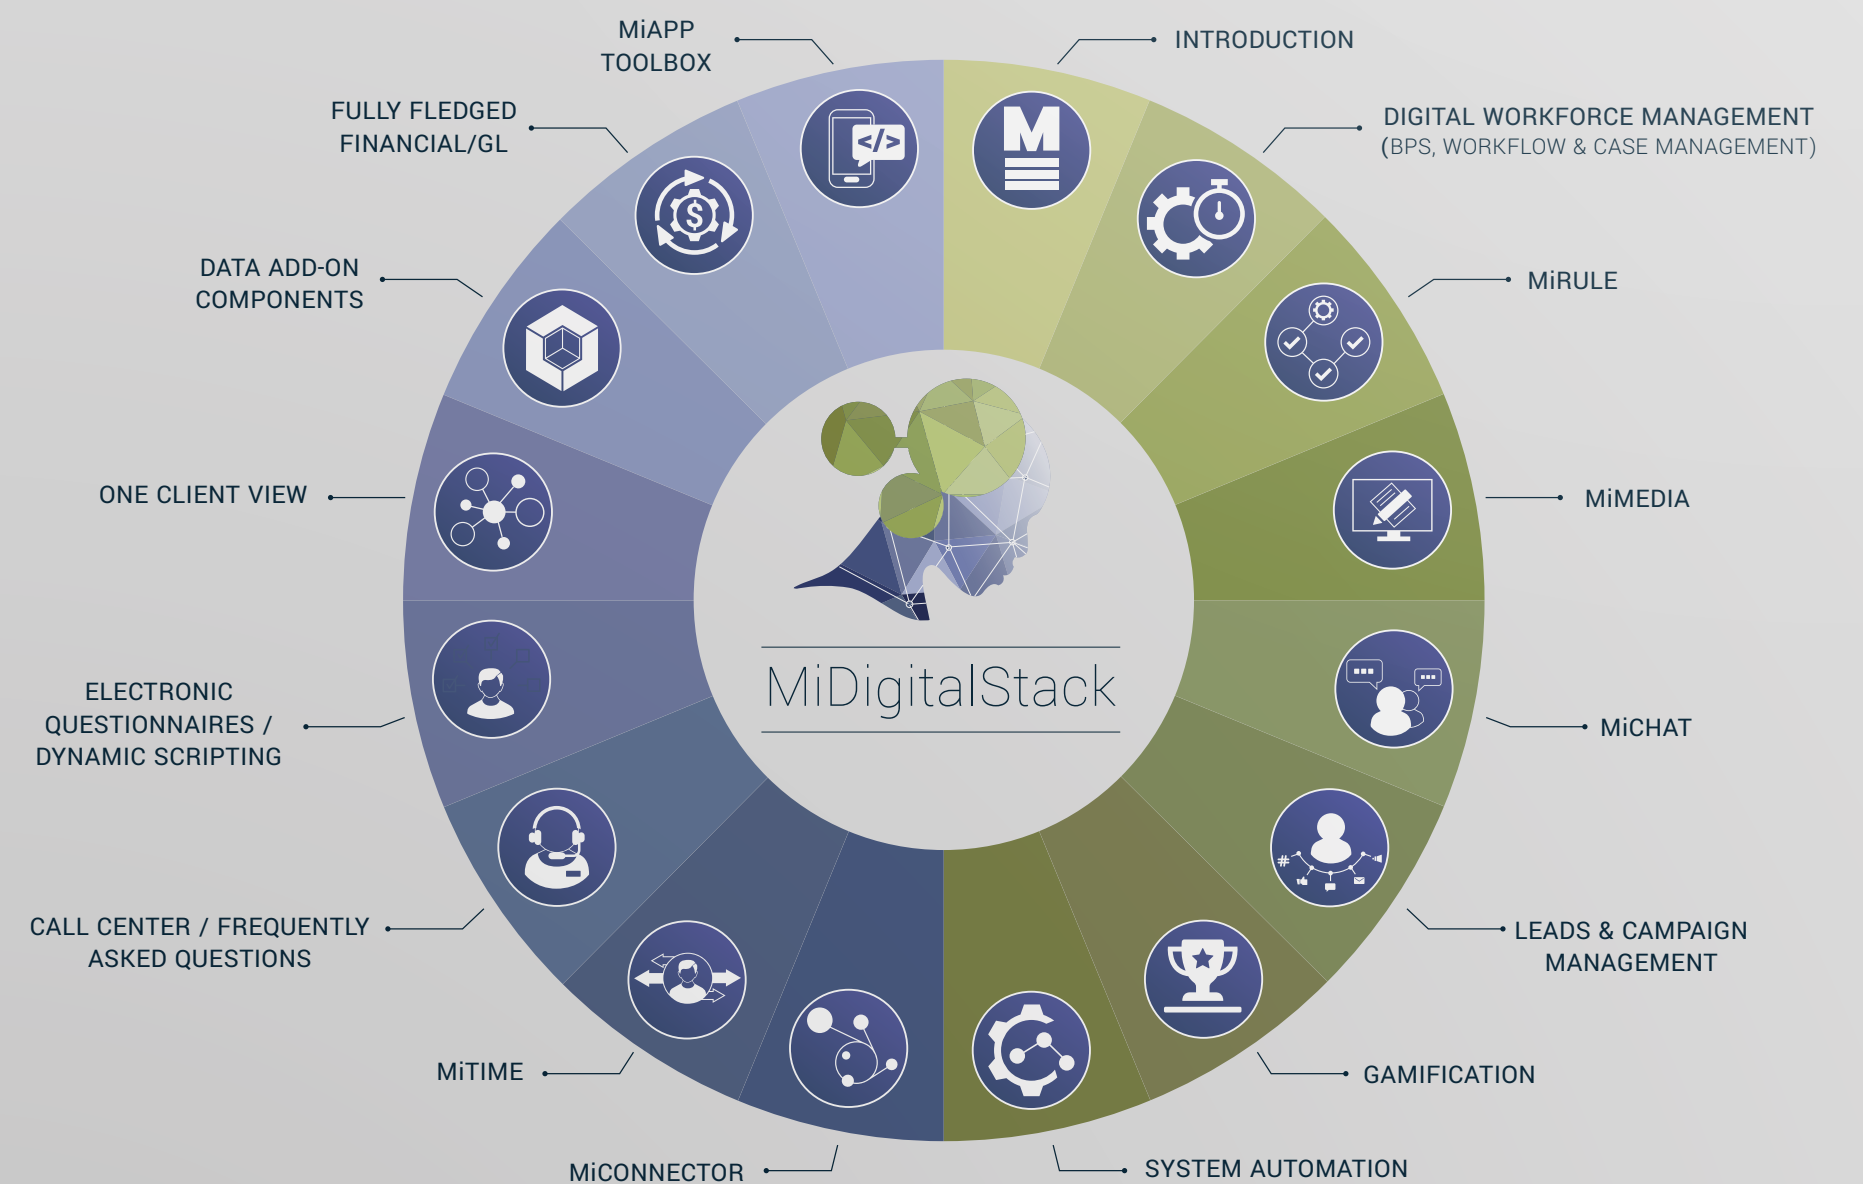 MiAPP
TOOLBOX
INTRODUCTION
DIGITAL WORKFORCE MANAGEMENT
(BPS, WORKFLOW & CASE MANAGEMENT)
MiRULE
MiMEDIA
MiCHAT
LEADS & CAMPAIGN
MANAGEMENT
GAMIFICATION
SYSTEM AUTOMATION
MiCONNECTOR
MiTIME
CALL CENTER / FREQUENTLY
ASKED QUESTIONS
ELECTRONIC
QUESTIONNAIRES /
DYNAMIC SCRIPTING
ONE CLIENT VIEW
DATA ADD-ON
COMPONENTS
FULLY FLEDGED
FINANCIAL/GL
</>
M
$
#
MiDigitalStack